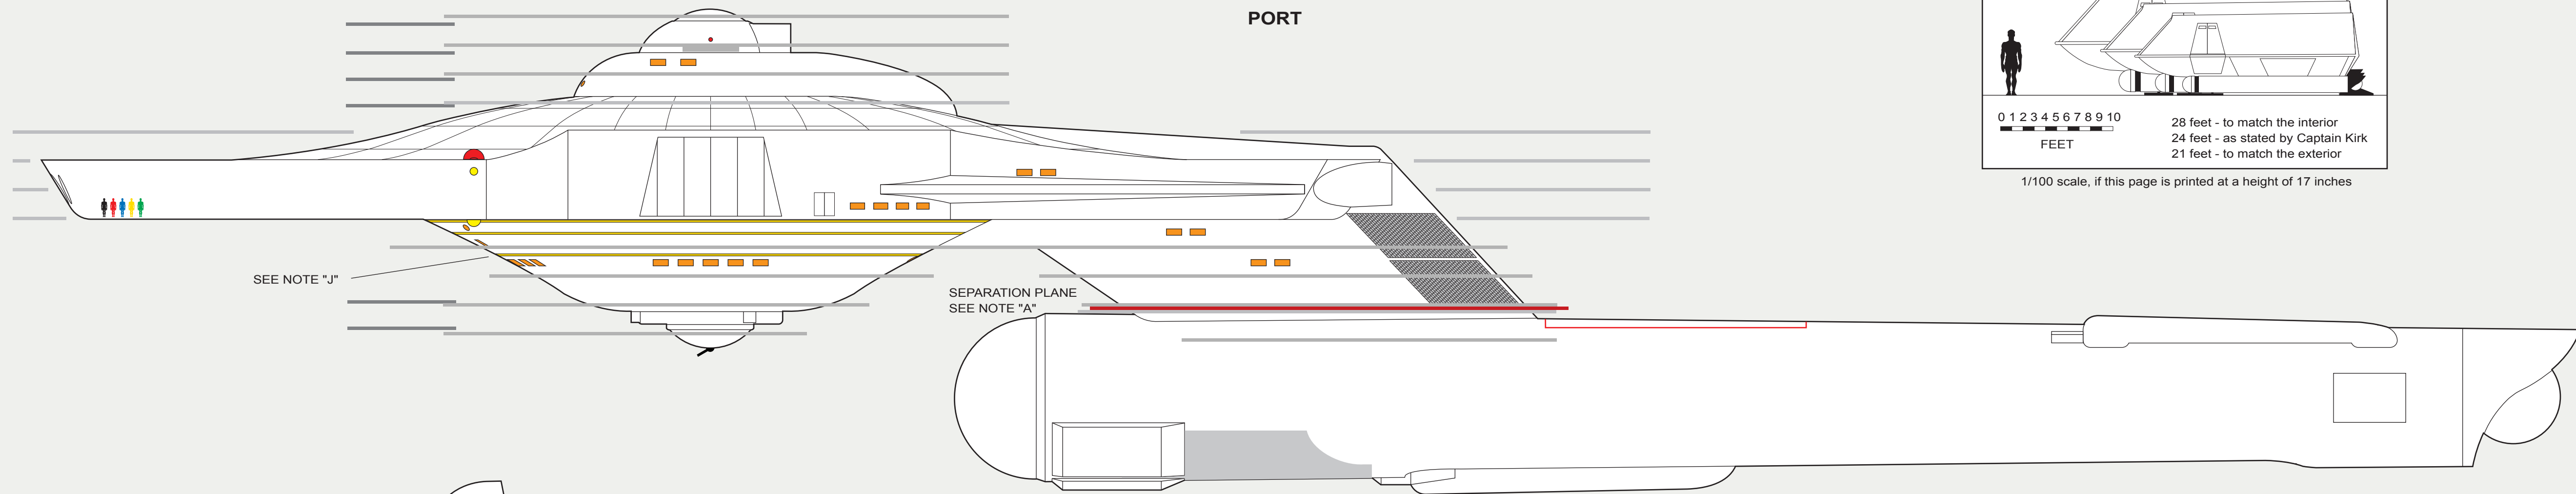 PORT
0 1 2 3 4 5 6 7 8 9 10
FEET
28 feet - to match the interior
24 feet - as stated by Captain Kirk
21 feet - to match the exterior
1/100 scale, if this page is printed at a height of 17 inches
SEE NOTE "J"
SEPARATION PLANE
SEE NOTE "A"